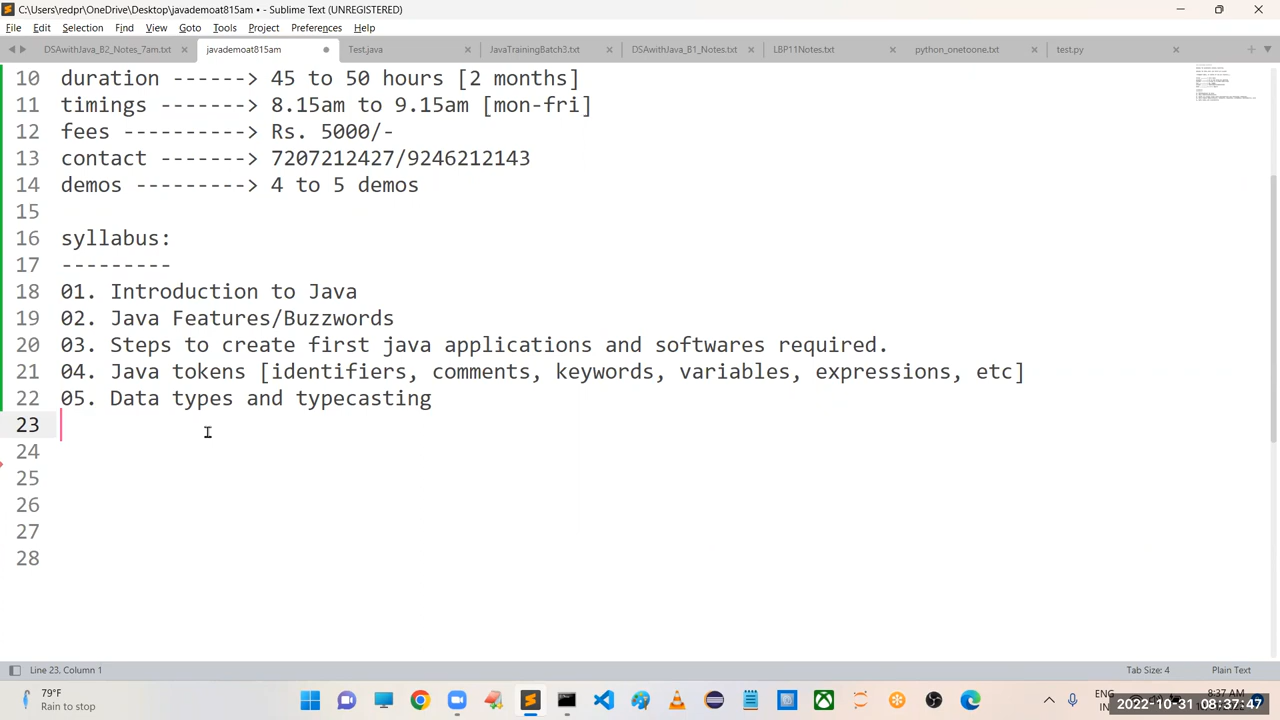 C:\Users\redpr\OneDrive\Desktop\javademoat815am • - Sublime Text (UNREGISTERED)
File Edit Selection Find View Goto Tools Project Preferences Help
DSAwithJava_B2_Notes_7am.txt javademoat815am Test.java JavaTrainingBatch3.txt DSAwithJava_B1_Notes.txt LBP11Notes.txt python_onetoone.txt test.py
10 duration ------> 45 to 50 hours [2 months]
11 timings -------> 8.15am to 9.15am [mon-fri]
12 fees ----------> Rs. 5000/-
13 contact -------> 7207212427/9246212143
14 demos ---------> 4 to 5 demos
15
16 syllabus:
17 ---------
18 01. Introduction to Java
19 02. Java Features/Buzzwords
20 03. Steps to create first java applications and softwares required.
21 04. Java tokens [identifiers, comments, keywords, variables, expressions, etc]
22 05. Data types and typecasting
23
24
25
26
27
28
Line 23, Column 1 Tab Size: 4 Plain Text
79°F
Rain to stop
ENG
8:37 AM
2022-10-31 08:37:47